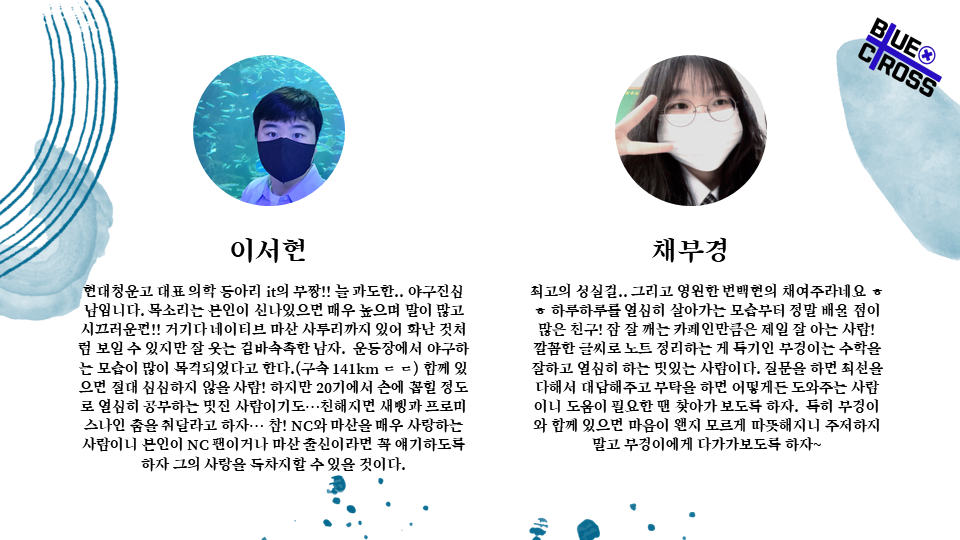 BLUE
CROSS
이서현
현대청운고 대표 의학 동아리 it의 부짱!! 늘 과도한.. 야구진심
남입니다. 목소리는 본인이 신나있으면 매우 높으며 말이 많고
시끄러운편!! 거기다 네이티브 마산 사투리까지 있어 화난 것처
럼 보일 수 있지만 잘 웃는 겉바속촉한 남자. 운동장에서 야구하
는 모습이 많이 목격되었다고 한다.(구속 141km ㄷㄷ) 함께 있
으면 절대 심심하지 않을 사람! 하지만 20기에서 손에 꼽힐 정도
로 열심히 공부하는 멋진 사람이기도…친해지면 새삥과 프로미
스나인 춤을 춰달라고 하자… 참! NC와 마산을 매우 사랑하는
사람이니 본인이 NC 팬이거나 마산 출신이라면 꼭 얘기하도록
하자 그의 사랑을 독차지할 수 있을 것이다.
채부경
최고의 성실걸.. 그리고 영원한 변백현의 채여주라네요 ㅎ
ㅎ 하루하루를 열심히 살아가는 모습부터 정말 배울 점이
많은 친구! 잠 잘 깨는 카페인만큼은 제일 잘 아는 사람!
깔끔한 글씨로 노트 정리하는 게 특기인 부경이는 수학을
잘하고 열심히 하는 멋있는 사람이다. 질문을 하면 최선을
다해서 대답해주고 부탁을 하면 어떻게든 도와주는 사람
이니 도움이 필요한 땐 찾아가 보도록 하자. 특히 부경이
와 함께 있으면 마음이 왠지 모르게 따뜻해지니 주저하지
말고 부경이에게 다가가보도록 하자~